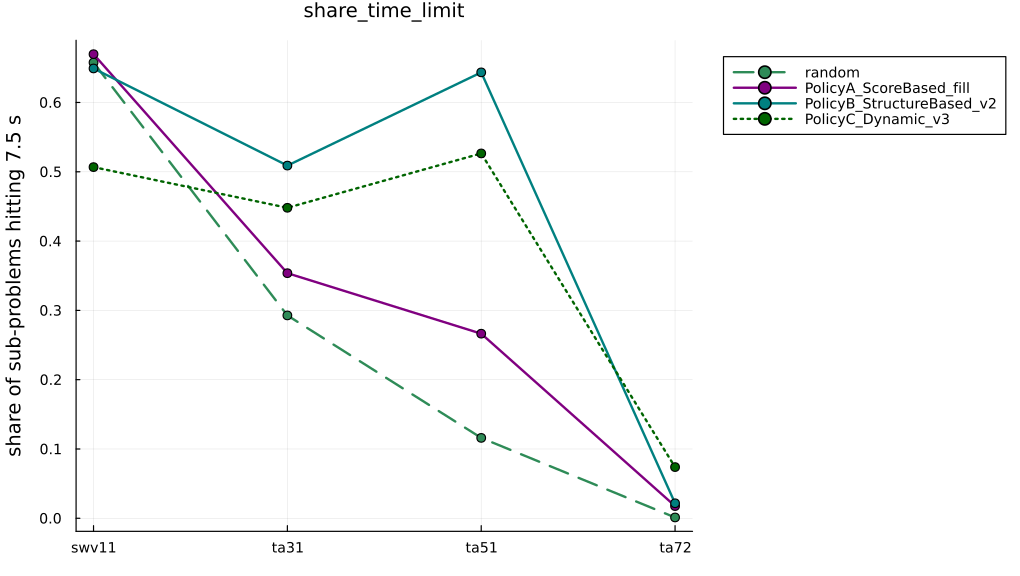 share_time_limit
share of sub-problems hitting 7.5 s
0.6
0.5
0.4
0.3
0.2
0.1
0.0
swv11 ta31 ta51 ta72
random
PolicyA_ScoreBased_fill
PolicyB_StructureBased_v2
PolicyC_Dynamic_v3